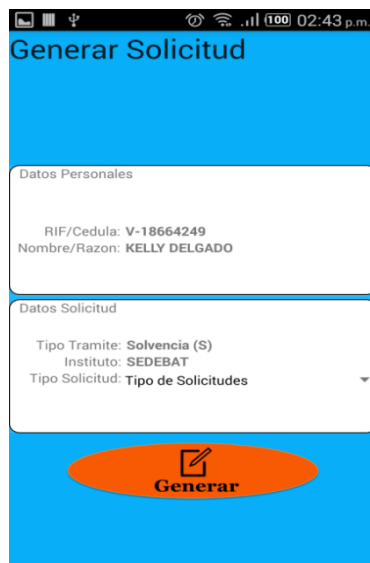 100 02:43 p.m.
Generar Solicitud
Datos Personales
RIF/Cedula: V-18664249
Nombre/Razon: KELLY DELGADO
Datos Solicitud
Tipo Tramite: Solvencia (S)
Instituto: SEDEBAT
Tipo Solicitud: Tipo de Solicitudes
Generar